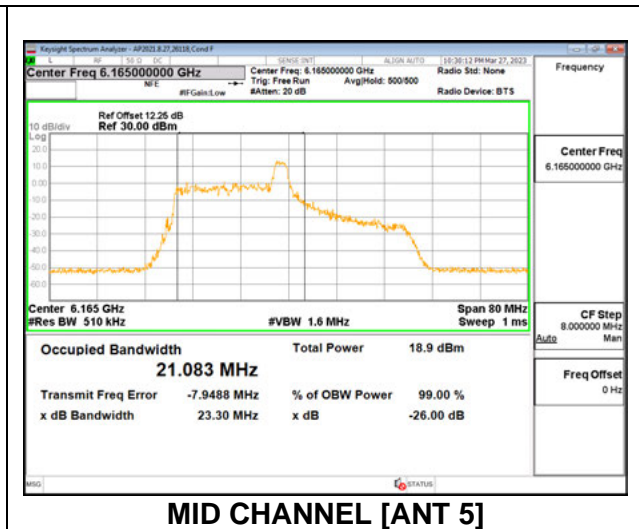 Keysight Spectrum Analyzer - AP2021.8.27,26118,Cond F
L RF 50 Ω DC SENSE:INT ALIGN AUTO 10:30:12 PM Mar 27, 2023
Center Freq 6.165000000 GHz
NFE
#IFGain:Low
Center Freq: 6.165000000 GHz
Trig: Free Run Avg|Hold: 500/500
#Atten: 20 dB
Radio Std: None
Radio Device: BTS
Frequency
Ref Offset 12.25 dB
10 dB/div Ref 30.00 dBm
Log
20.0
10.0
0.00
-10.0
-20.0
-30.0
-40.0
-50.0
-60.0
Center Freq
6.165000000 GHz
Center 6.165 GHz Span 80 MHz
#Res BW 510 kHz #VBW 1.6 MHz Sweep 1 ms
CF Step
8.000000 MHz
Auto Man
Occupied Bandwidth Total Power 18.9 dBm
21.083 MHz
Transmit Freq Error -7.9488 MHz % of OBW Power 99.00 %
x dB Bandwidth 23.30 MHz x dB -26.00 dB
Freq Offset
0 Hz
MSG STATUS
MID CHANNEL [ANT 5]